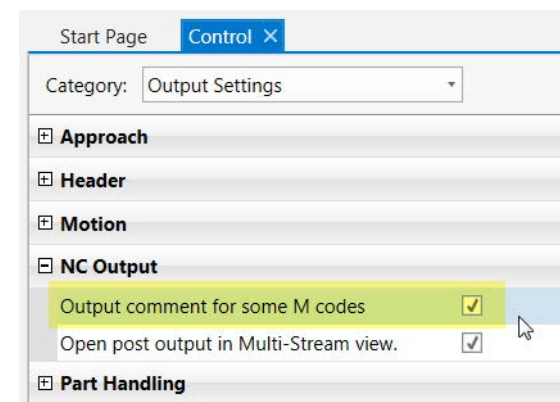 Start Page Control ×
Category: Output Settings
Approach
Header
Motion
NC Output
Output comment for some M codes
Open post output in Multi-Stream view.
Part Handling